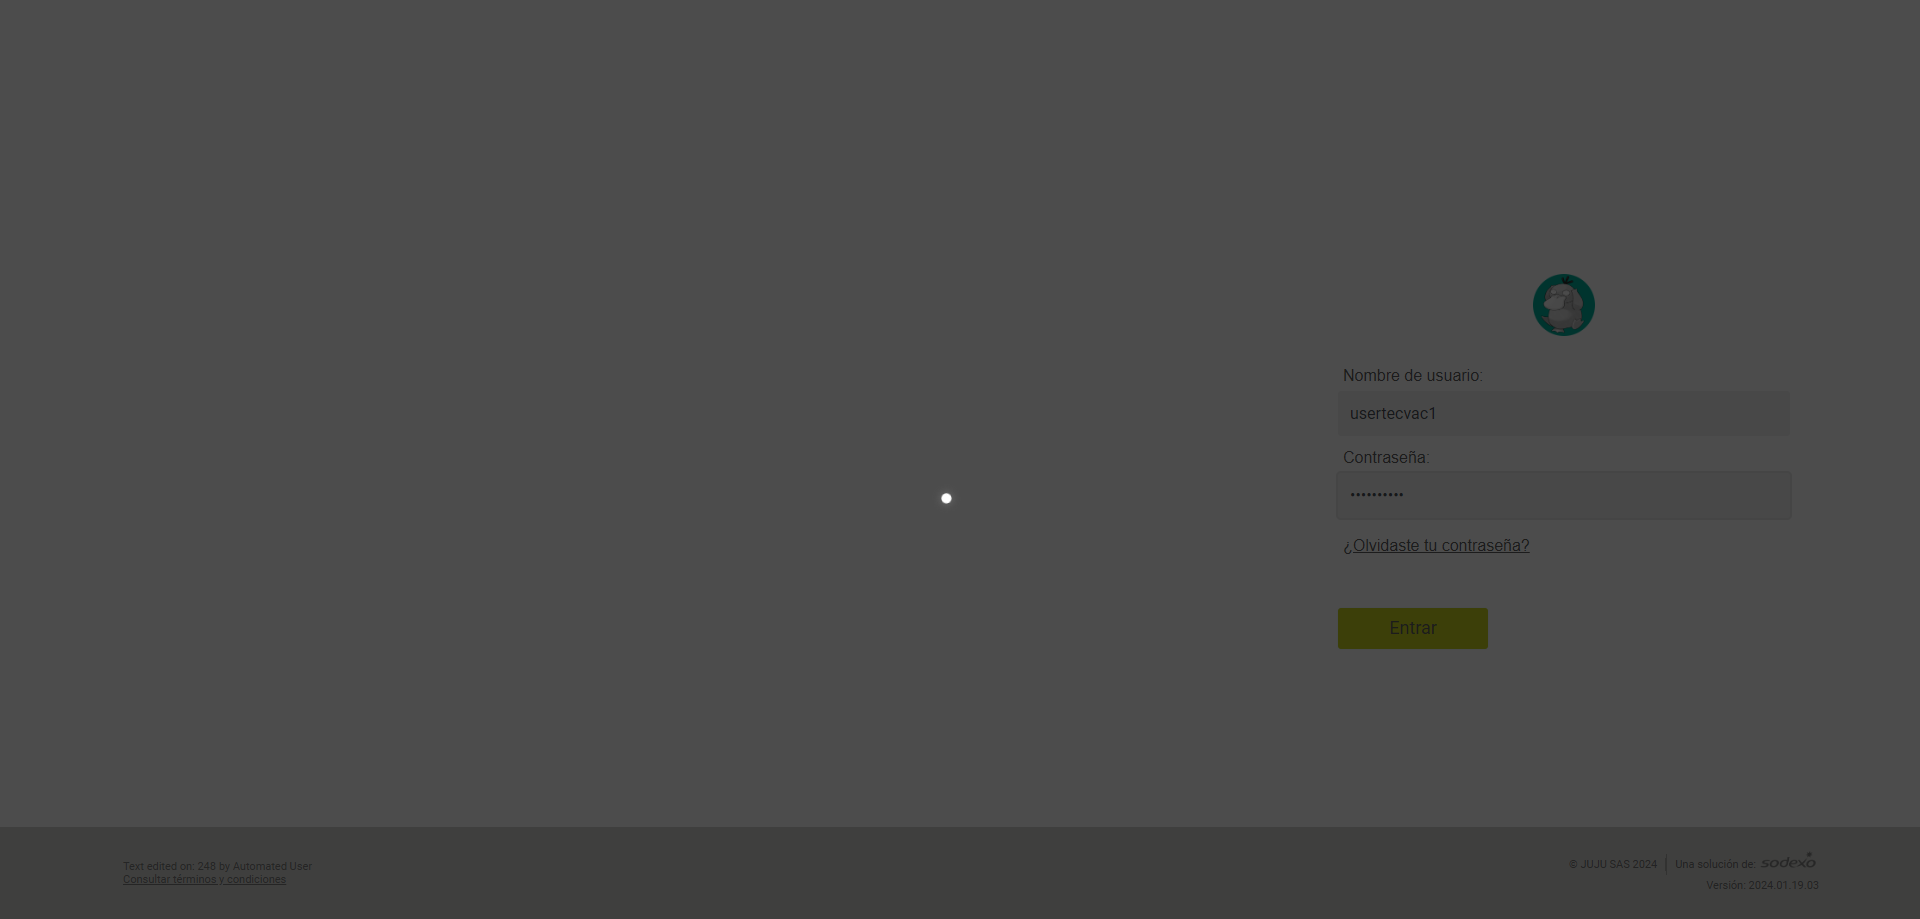 Nombre de usuario:
usertecvac1
Contraseña:
••••••••••
¿Olvidaste tu contraseña?
Entrar
Text edited on: 248 by Automated User
Consultar términos y condiciones
© JUJU SAS 2024 | Una solución de: sodexo
Versión: 2024.01.19.03